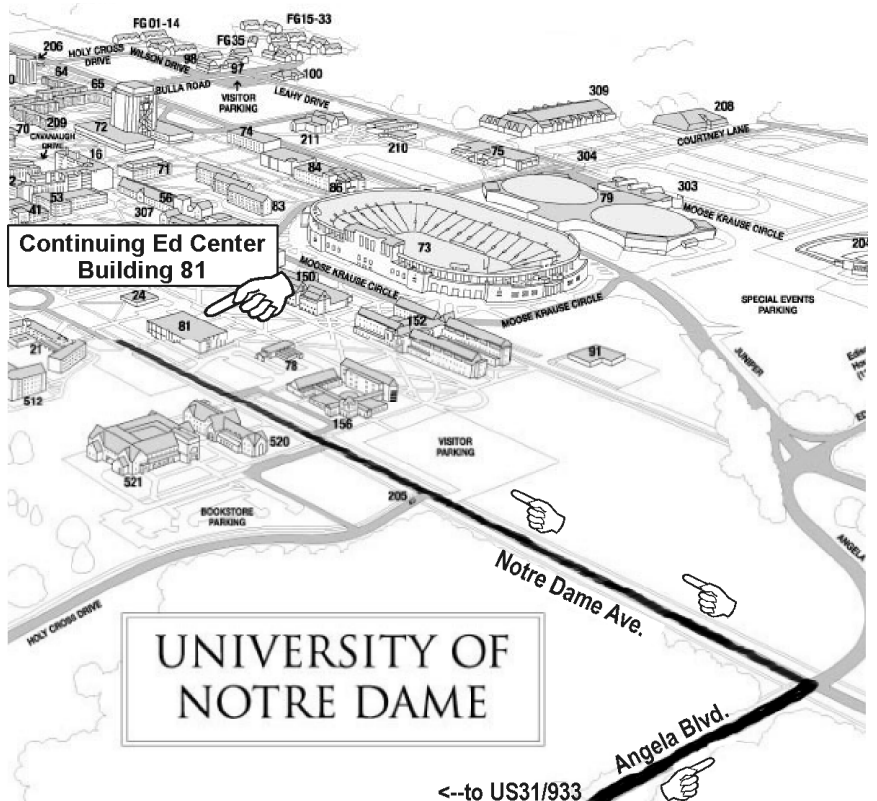 FG01-14
FG15-33
206
HOLY CROSS
DRIVE
WILSON DRIVE
FG35
98
97
100
64
65
BULLA ROAD
VISITOR
PARKING
LEAHY DRIVE
309
208
209
70
CAVANAUGH
DRIVE
72
74
211
210
COURTNEY LANE
16
71
84
75
304
53
56
86
79
303
41
307
83
MOOSE KRAUSE CIRCLE
73
Continuing Ed Center
Building 81
MOOSE KRAUSE CIRCLE
150
24
MOOSE KRAUSE CIRCLE
SPECIAL EVENTS
PARKING
81
152
21
78
91
JUNIPER
512
156
520
VISITOR
PARKING
521
205
BOOKSTORE
PARKING
ANGELA
Notre Dame Ave.
HOLY CROSS DRIVE
UNIVERSITY OF
NOTRE DAME
Angela Blvd.
<--to US31/933